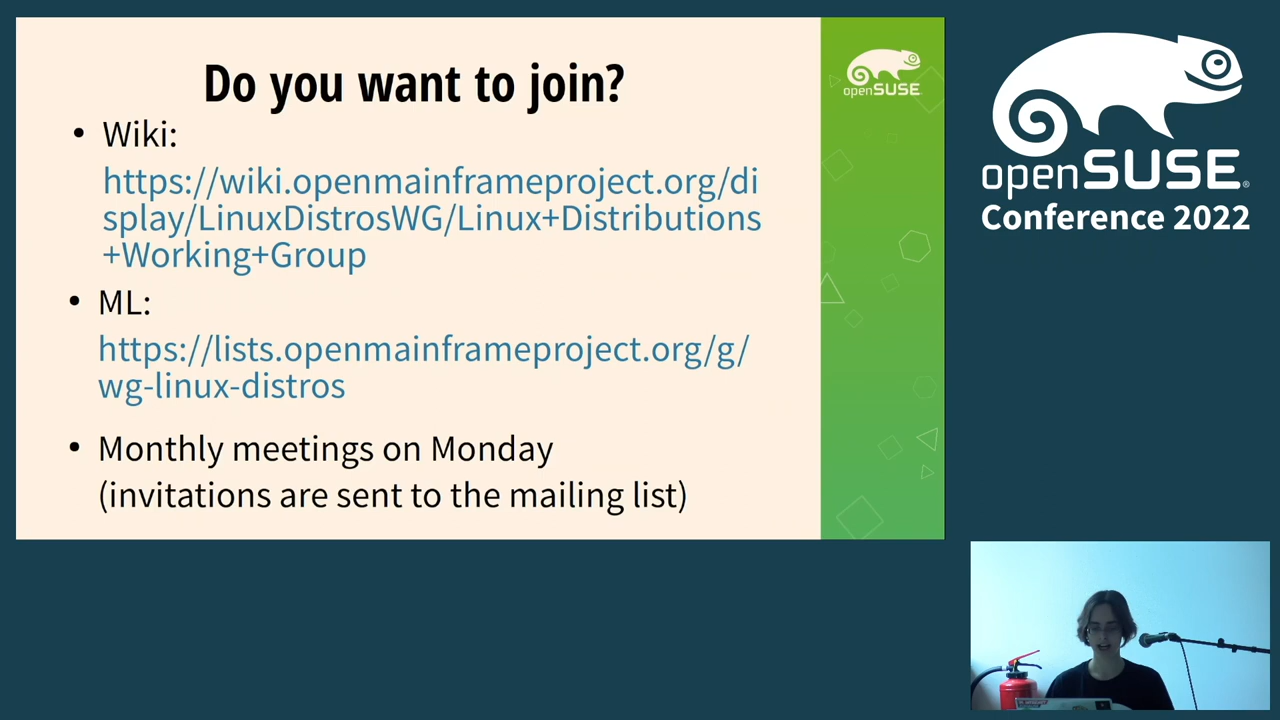 Do you want to join?
• Wiki:
https://wiki.openmainframeproject.org/di
splay/LinuxDistrosWG/Linux+Distributions
+Working+Group
• ML:
https://lists.openmainframeproject.org/g/
wg-linux-distros
• Monthly meetings on Monday
(invitations are sent to the mailing list)
openSUSE
openSUSE®
Conference 2022